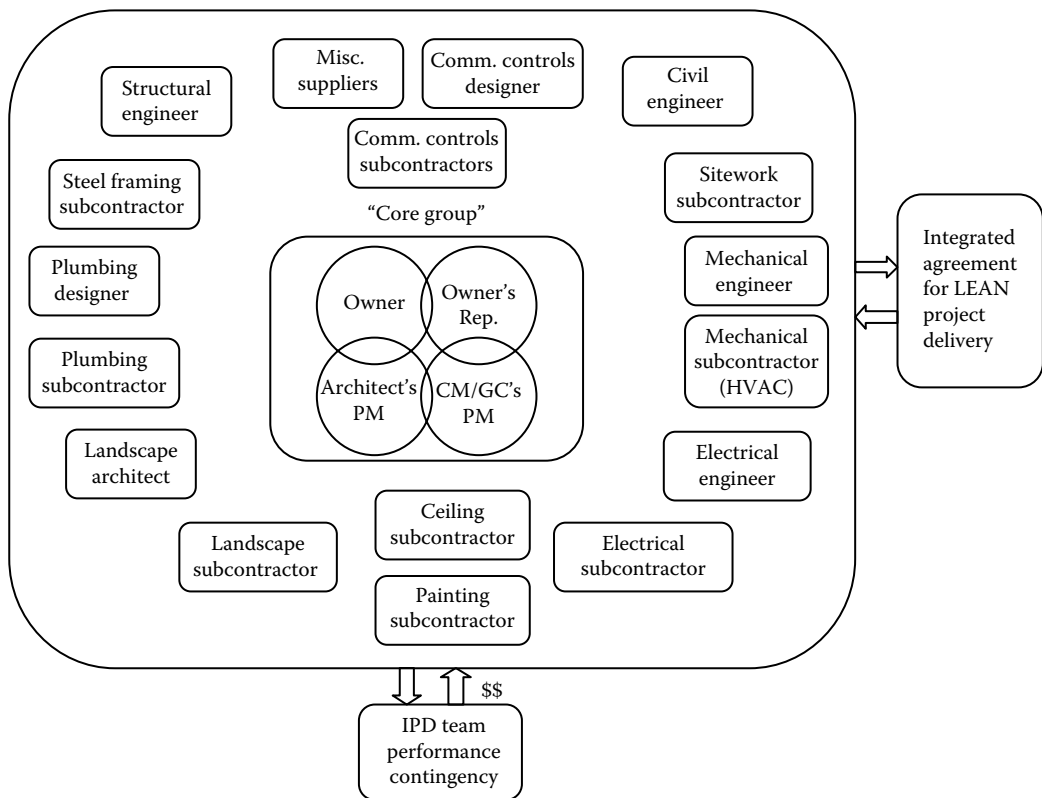 Misc.
suppliers
Comm. controls
designer
Structural
engineer
Civil
engineer
Comm. controls
subcontractors
Steel framing
subcontractor
Sitework
subcontractor
“Core group”
Plumbing
designer
Owner
Owner’s
Rep.
Mechanical
engineer
Integrated
agreement
for LEAN
project
delivery
Plumbing
subcontractor
Architect’s
PM
CM/GC’s
PM
Mechanical
subcontractor
(HVAC)
Landscape
architect
Electrical
engineer
Ceiling
subcontractor
Landscape
subcontractor
Electrical
subcontractor
Painting
subcontractor
$$
IPD team
performance
contingency